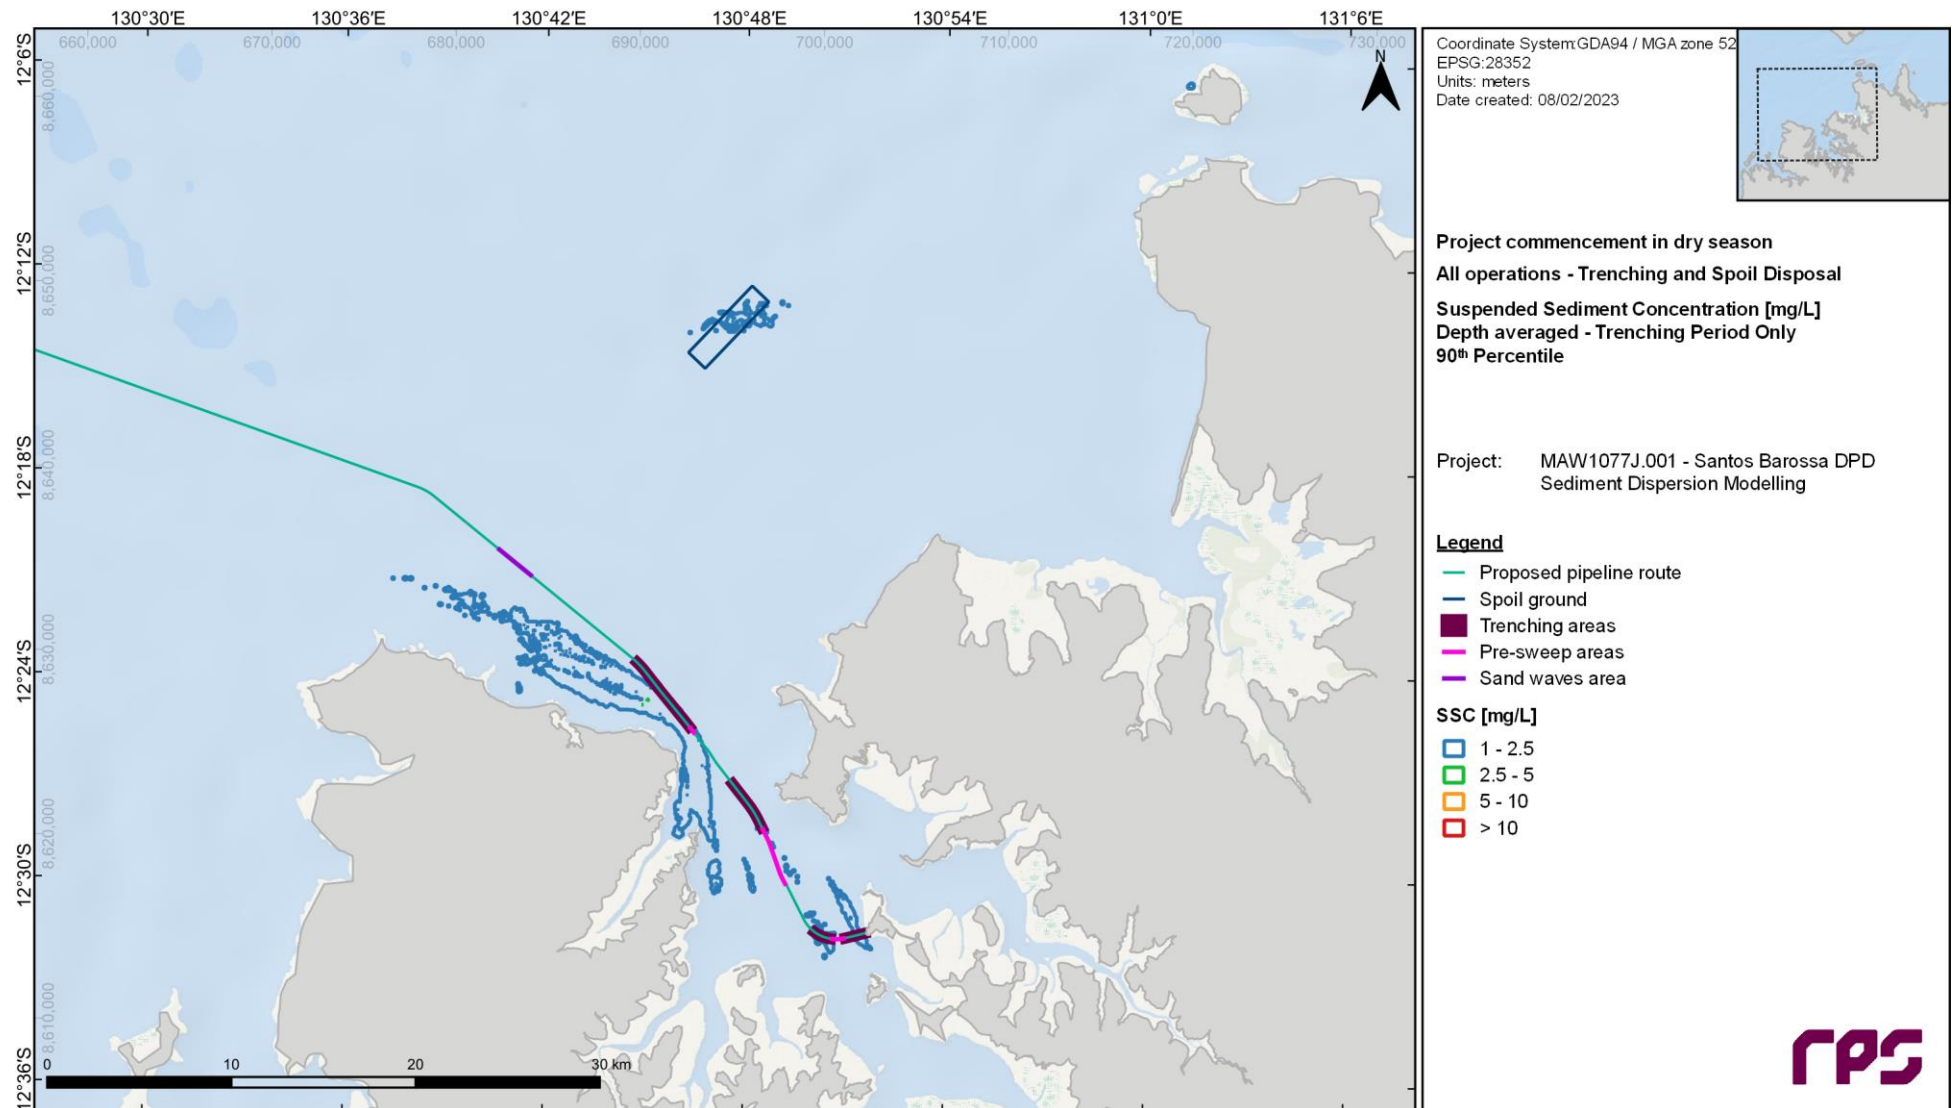 130°30'E 130°36'E 130°42'E 130°48'E 130°54'E 131°0'E 131°6'E
660,000 670,000 680,000 690,000 700,000 710,000 720,000 730,000
12°6'S
8,660,000
12°12'S
8,650,000
12°18'S
8,640,000
12°24'S
8,630,000
12°30'S
8,620,000
12°36'S
8,610,000
N
0 10 20 30 km
Coordinate System:GDA94 / MGA zone 52
EPSG:28352
Units: meters
Date created: 08/02/2023
Project commencement in dry season
All operations - Trenching and Spoil Disposal
Suspended Sediment Concentration [mg/L]
Depth averaged - Trenching Period Only
90th Percentile
Project: MAW1077J.001 - Santos Barossa DPD
Sediment Dispersion Modelling
Legend
Proposed pipeline route
Spoil ground
Trenching areas
Pre-sweep areas
Sand waves area
SSC [mg/L]
1 - 2.5
2.5 - 5
5 - 10
> 10
rps